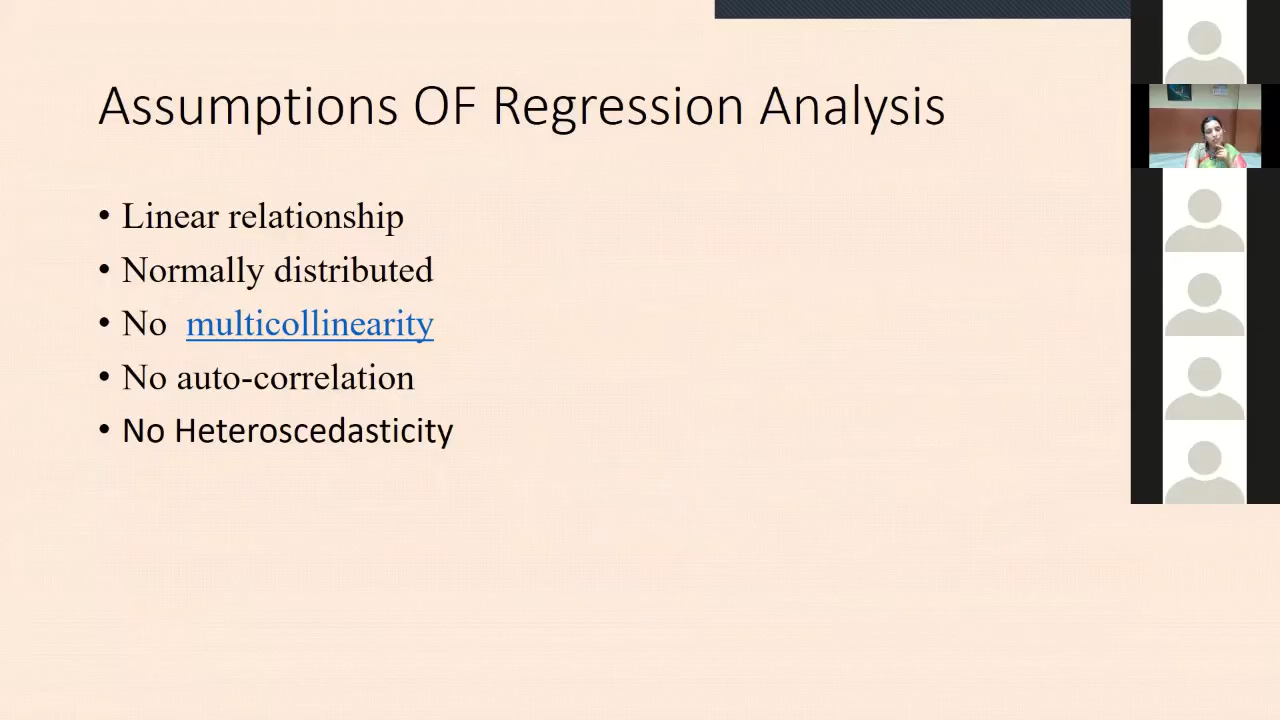 Assumptions OF Regression Analysis
• Linear relationship
• Normally distributed
• No multicollinearity
• No auto-correlation
• No Heteroscedasticity